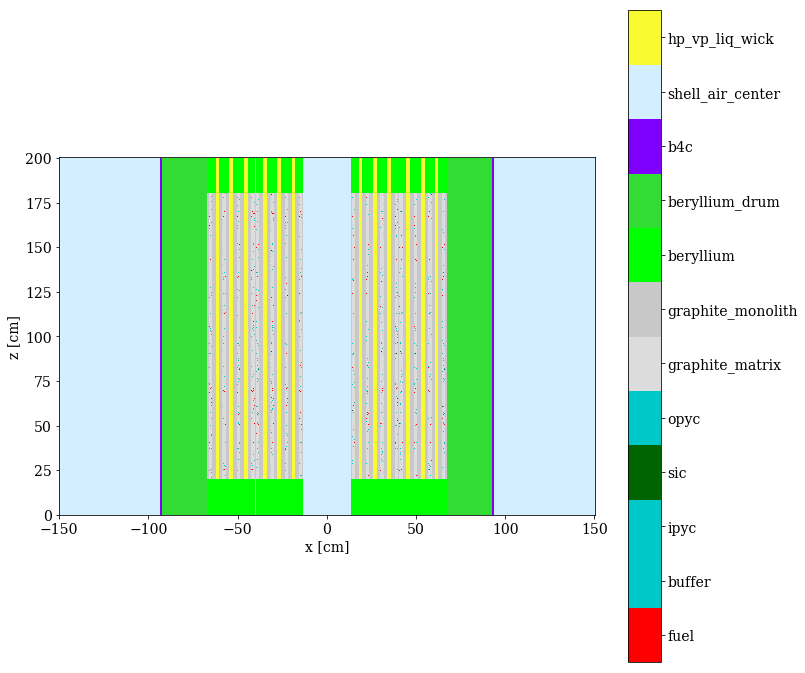 200
175
150
125
100
75
50
25
0
z [cm]
−150
−100
−50
0
50
100
150
x [cm]
hp_vp_liq_wick
shell_air_center
b4c
beryllium_drum
beryllium
graphite_monolith
graphite_matrix
opyc
sic
ipyc
buffer
fuel